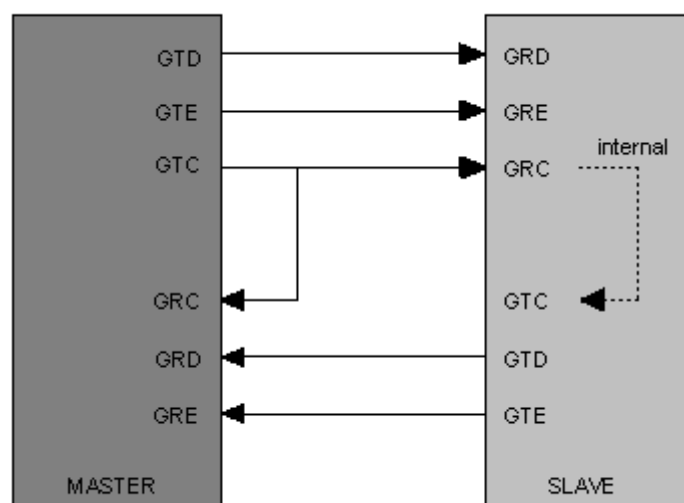 GTD
GRD
GTE
GRE
internal
GTC
GRC
GRC
GTC
GRD
GTD
GRE
GTE
MASTER
SLAVE